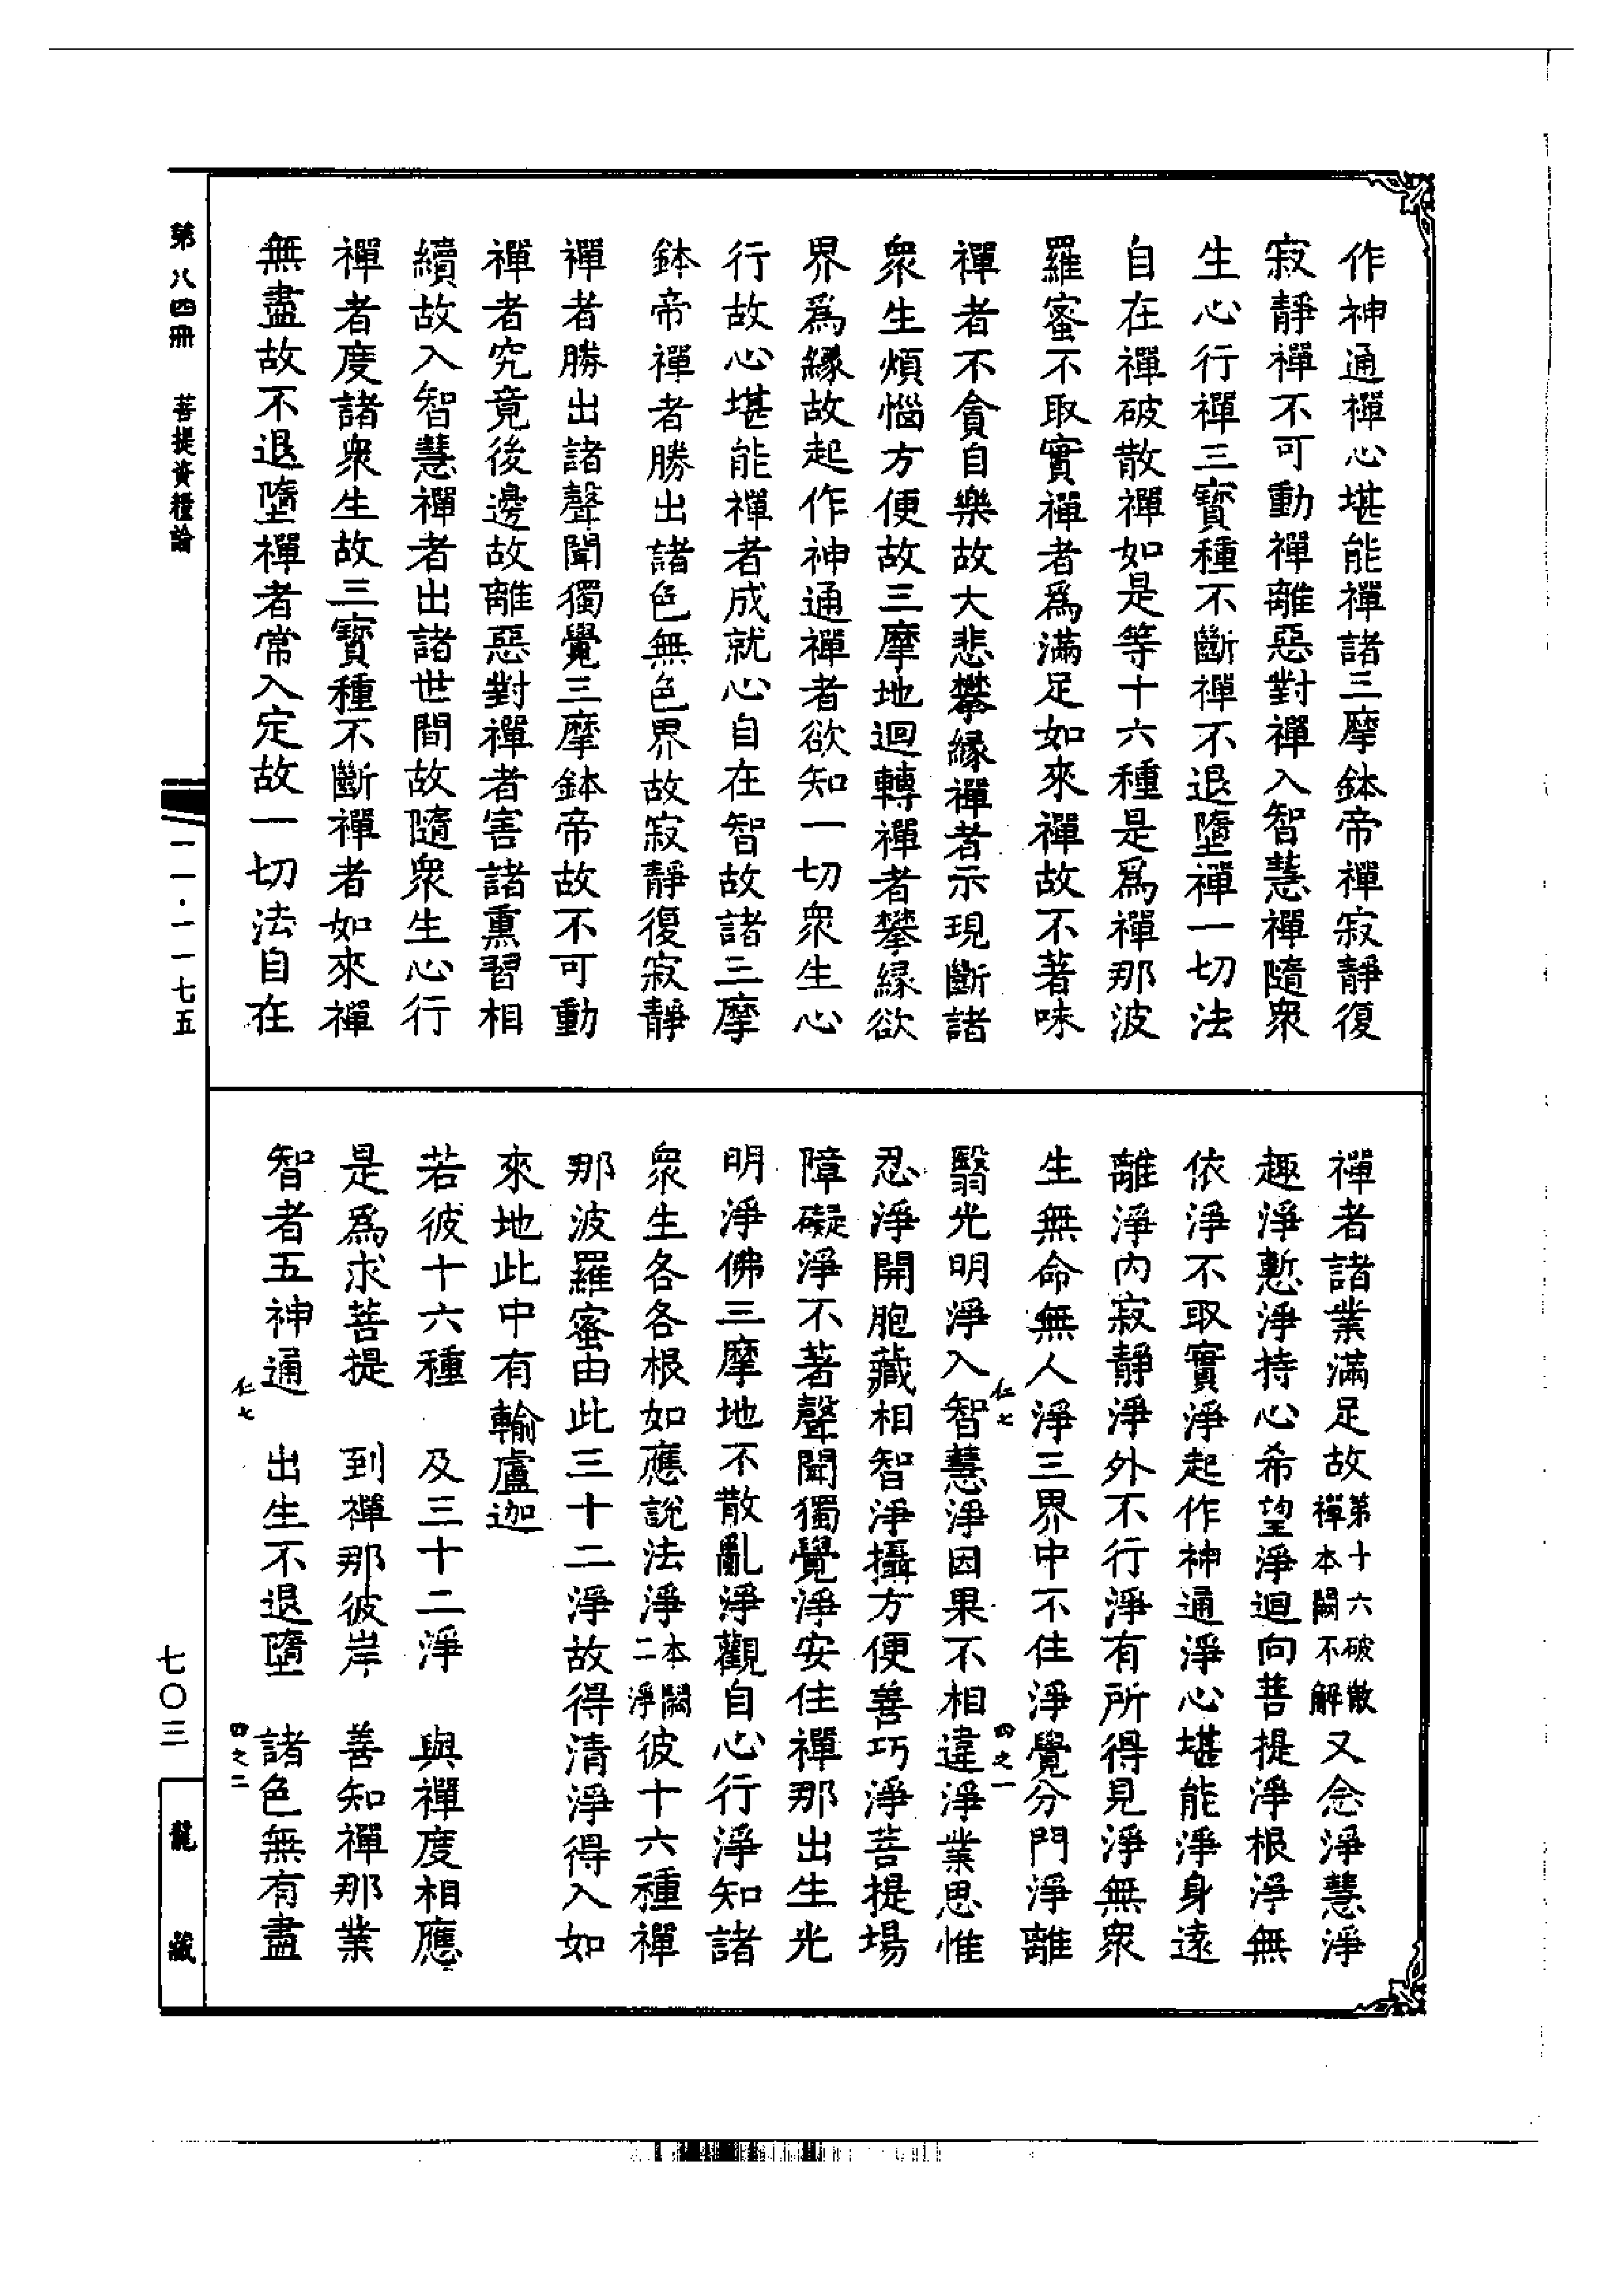 作神通禪心堪能禪諸三摩鉢帝禪寂靜復
寂靜禪不可動禪離惡對禪入智慧禪隨衆
生心行禪三寳種不斷禪不退墮禪一切法
自在禪破散禪如是等十六種是爲禪那波
羅蜜不取實禪者爲滿足如來禪故不著味
禪者不貪自樂故大悲攀緣禪者示現斷諸
衆生煩惱方便故三摩地迴轉禪者攀緣欲
界爲緣故起作神通禪者欲知一切衆生心
行故心堪能禪者成就心自在智故諸三摩
鉢帝禪者勝出諸色無色界故寂靜復寂靜
禪者勝出諸聲聞獨覺三摩鉢帝故不可動
禪者究竟後邊故離惡對禪者害諸熏習相
續故入智慧禪者出諸世間故隨衆生心行
禪者度諸衆生故三寳種不斷禪者如來禪
無盡故不退墮禪者常入定故一切法自在
禪者諸業滿足故第十六破散禪本闕不解又念淨慧淨
趣淨慙淨持心希望淨迴向菩提淨根淨無
依淨不取實淨起作神通淨心堪能淨身遠
離淨內寂靜淨外不行淨有所得見淨無衆
生無命無人淨三界中不住淨覺分門淨離
仁七 四之一
翳光明淨入智慧淨因果不相違淨業思惟
忍淨開胞藏相智淨攝方便善巧淨菩提場
障礙淨不著聲聞獨覺淨安住禪那出生光
明淨佛三摩地不散亂淨觀自心行淨知諸
衆生各各根如應說法淨本闕二淨彼十六種禪
那波羅蜜由此三十二淨故得清淨得入如
來地此中有輸盧迦
若彼十六種 及三十二淨 與禪度相應
是爲求菩提 到禪那彼岸 善知禪那業
智者五神通 出生不退墮 諸色無有盡
仁七 四之二
第八四冊 菩提資糧論
一一·一一七五
七〇三
龍藏